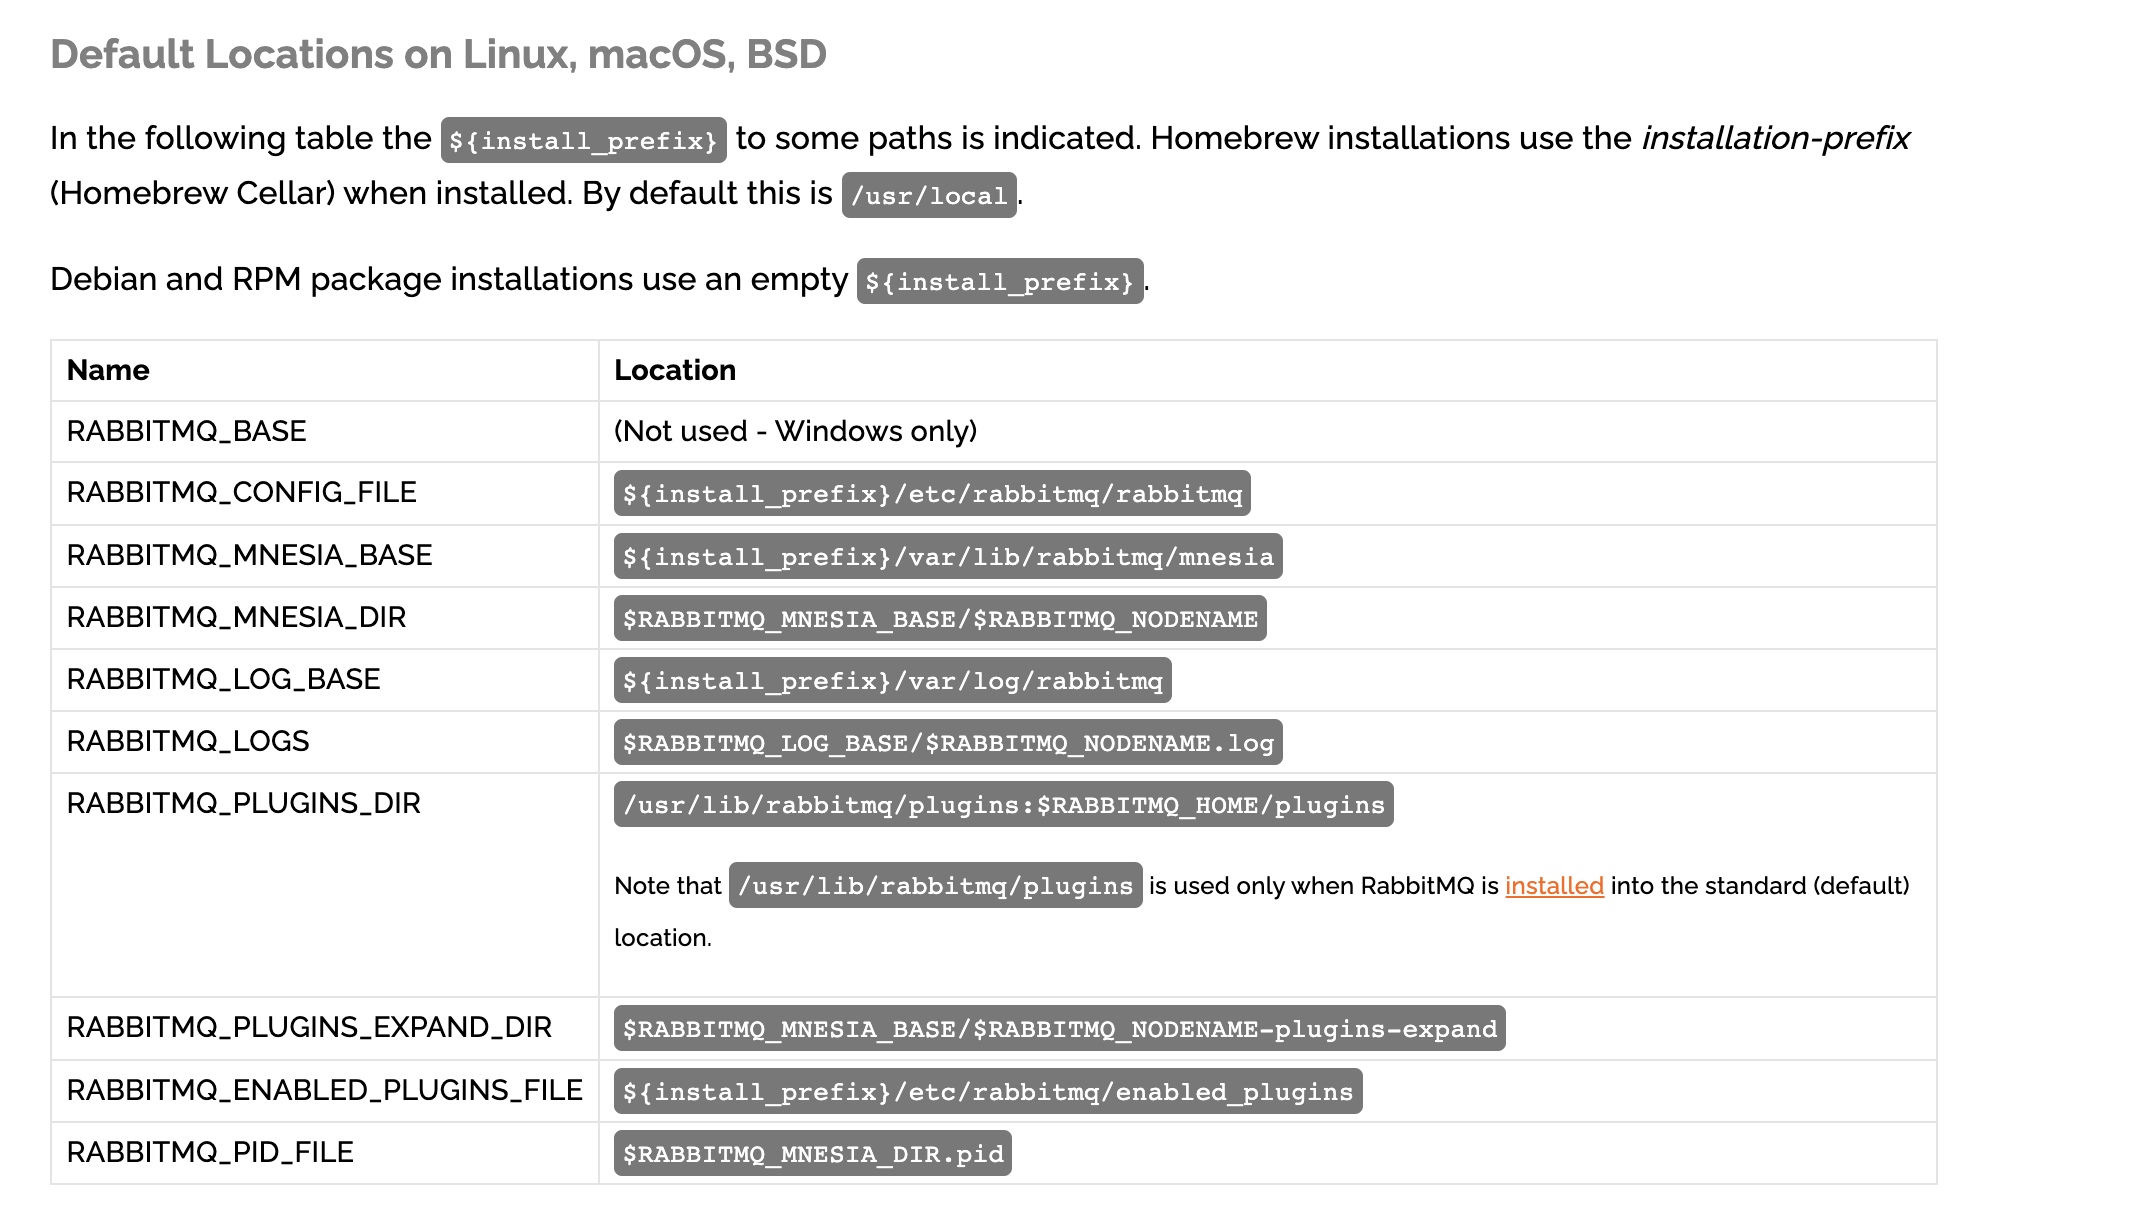 Default Locations on Linux, macOS, BSD
In the following table the ${install_prefix} to some paths is indicated. Homebrew installations use the installation-prefix
(Homebrew Cellar) when installed. By default this is /usr/local.
Debian and RPM package installations use an empty ${install_prefix}.
Name Location
RABBITMQ_BASE (Not used - Windows only)
RABBITMQ_CONFIG_FILE ${install_prefix}/etc/rabbitmq/rabbitmq
RABBITMQ_MNESIA_BASE ${install_prefix}/var/lib/rabbitmq/mnesia
RABBITMQ_MNESIA_DIR $RABBITMQ_MNESIA_BASE/$RABBITMQ_NODENAME
RABBITMQ_LOG_BASE ${install_prefix}/var/log/rabbitmq
RABBITMQ_LOGS $RABBITMQ_LOG_BASE/$RABBITMQ_NODENAME.log
RABBITMQ_PLUGINS_DIR /usr/lib/rabbitmq/plugins:$RABBITMQ_HOME/plugins
Note that /usr/lib/rabbitmq/plugins is used only when RabbitMQ is installed into the standard (default)
location.
RABBITMQ_PLUGINS_EXPAND_DIR $RABBITMQ_MNESIA_BASE/$RABBITMQ_NODENAME-plugins-expand
RABBITMQ_ENABLED_PLUGINS_FILE ${install_prefix}/etc/rabbitmq/enabled_plugins
RABBITMQ_PID_FILE $RABBITMQ_MNESIA_DIR.pid